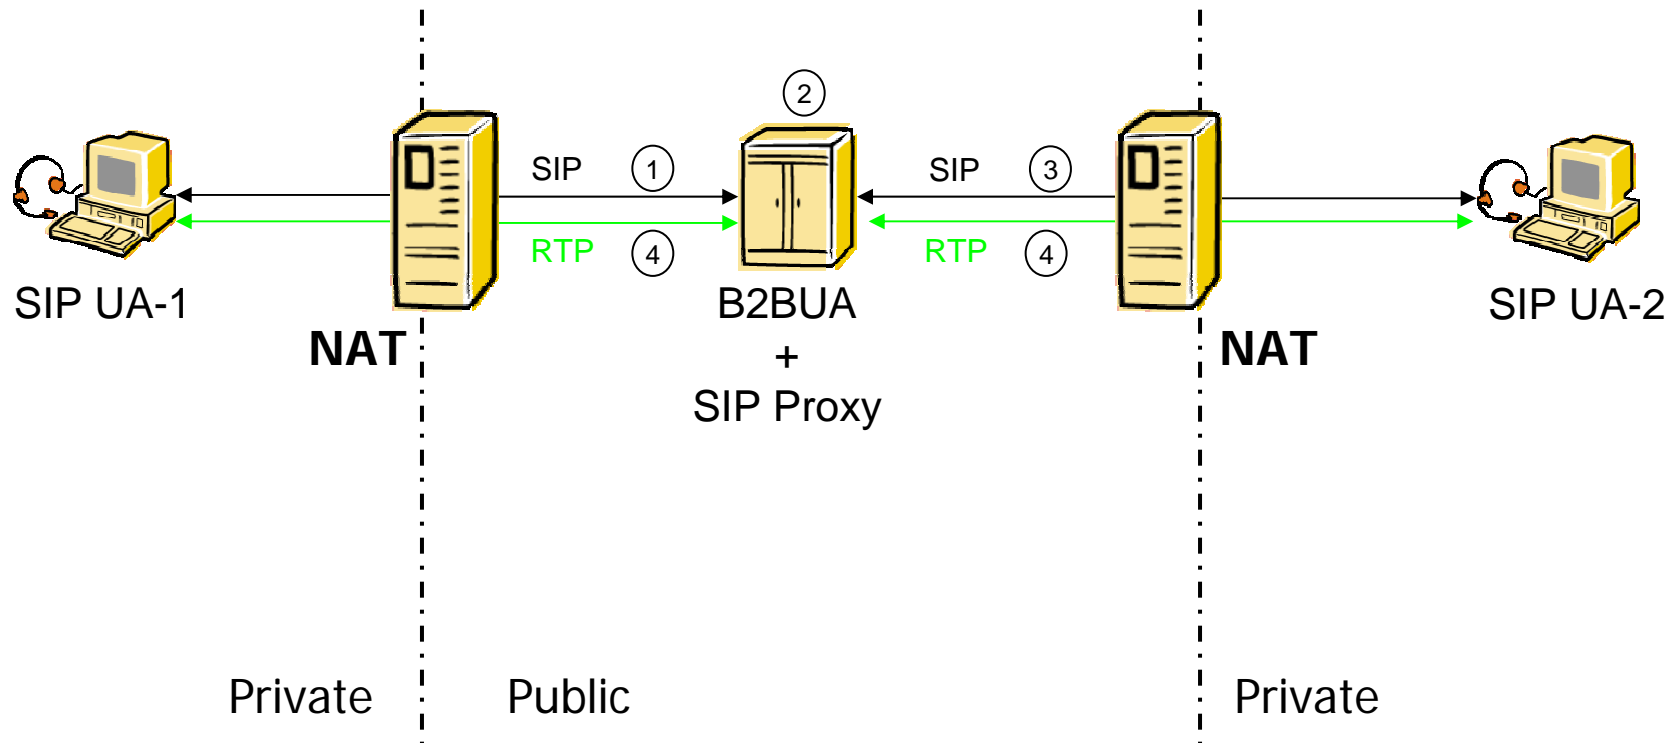 2
SIP 1
SIP 3
RTP 4
RTP 4
SIP UA-1
B2BUA
+
SIP Proxy
SIP UA-2
NAT
NAT
Private
Public
Private